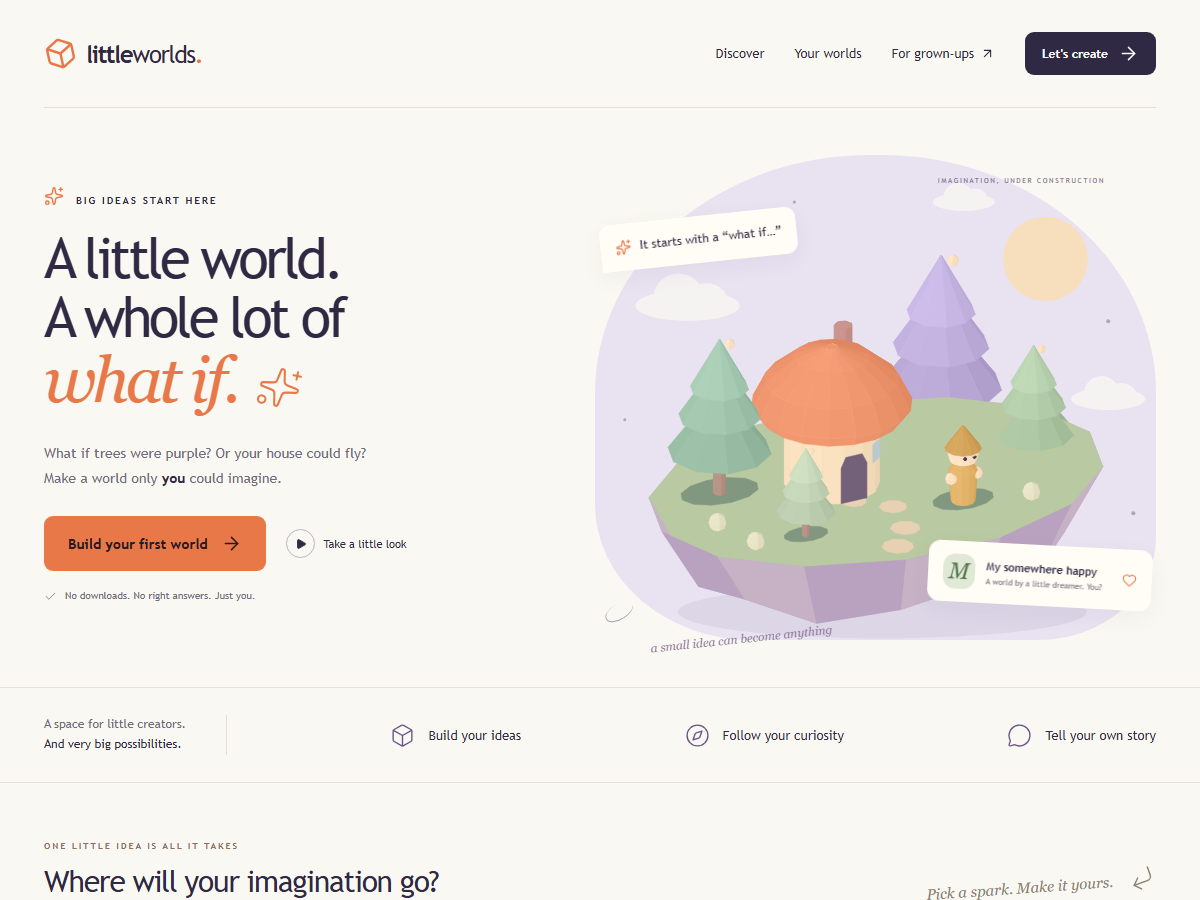 littleworlds.
Discover
Your worlds
For grown-ups
Let's create
BIG IDEAS START HERE
A little world.
A whole lot of
what if.
What if trees were purple? Or your house could fly?
Make a world only you could imagine.
Build your first world
Take a little look
No downloads. No right answers. Just you.
IMAGINATION, UNDER CONSTRUCTION
It starts with a “what if...”
M
My somewhere happy
A world by a little dreamer. You?
a small idea can become anything
A space for little creators.
And very big possibilities.
Build your ideas
Follow your curiosity
Tell your own story
ONE LITTLE IDEA IS ALL IT TAKES
Where will your imagination go?
Pick a spark. Make it yours.